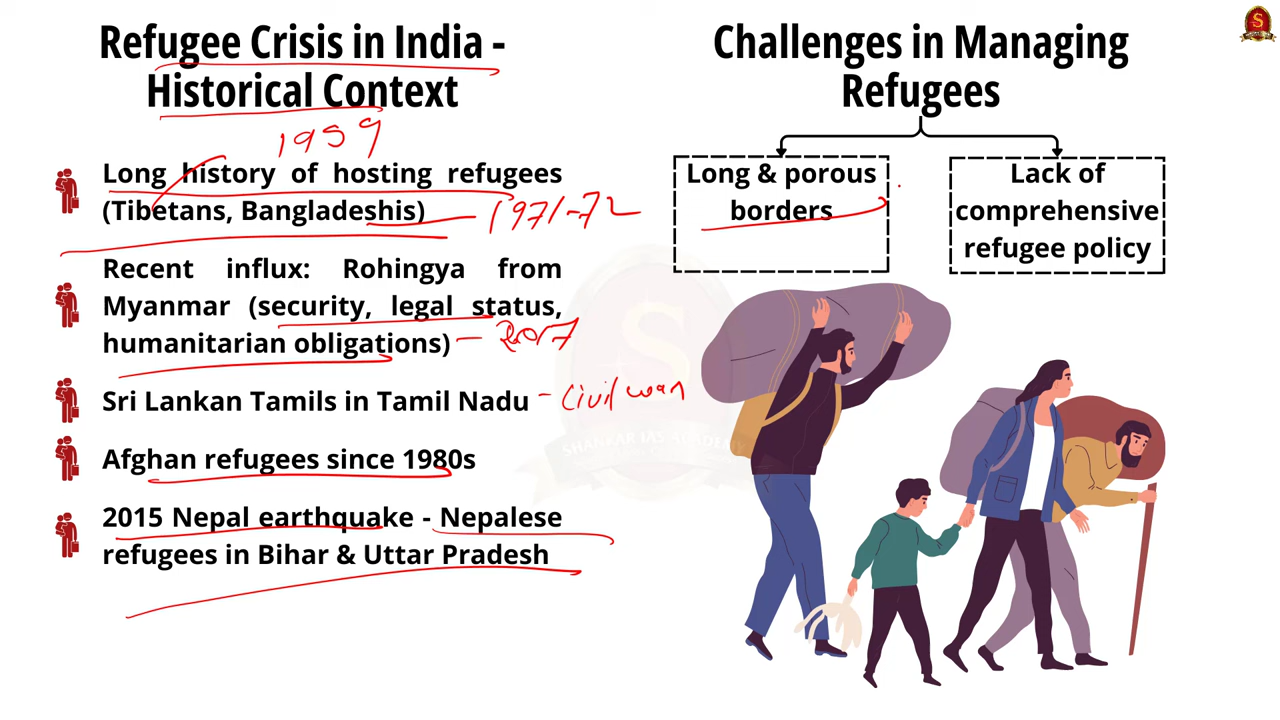 Refugee Crisis in India -
Historical Context
1959
Long history of hosting refugees
(Tibetans, Bangladeshis)
1971-72
Recent influx: Rohingya from
Myanmar (security, legal status,
humanitarian obligations)
- 2017
Sri Lankan Tamils in Tamil Nadu
- Civil war
Afghan refugees since 1980s
2015 Nepal earthquake - Nepalese
refugees in Bihar & Uttar Pradesh
Challenges in Managing
Refugees
Long & porous
borders
Lack of
comprehensive
refugee policy
SHANKAR IAS ACADEMY